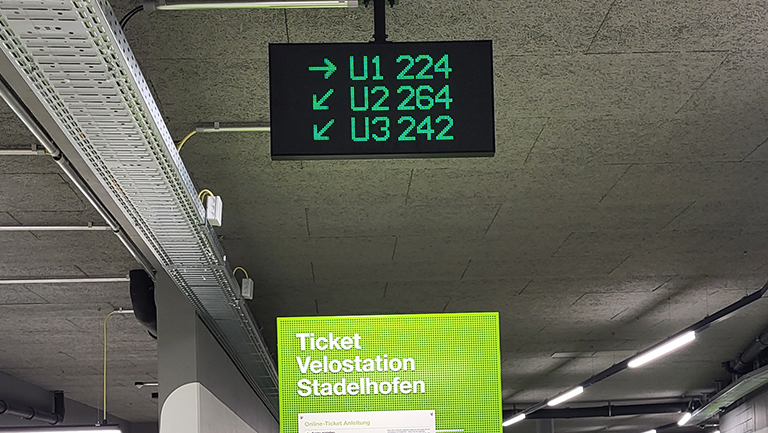 → U1 224
↙ U2 264
↙ U3 242
Ticket
Velostation
Stadelhofen
Online-Ticket Anleitung